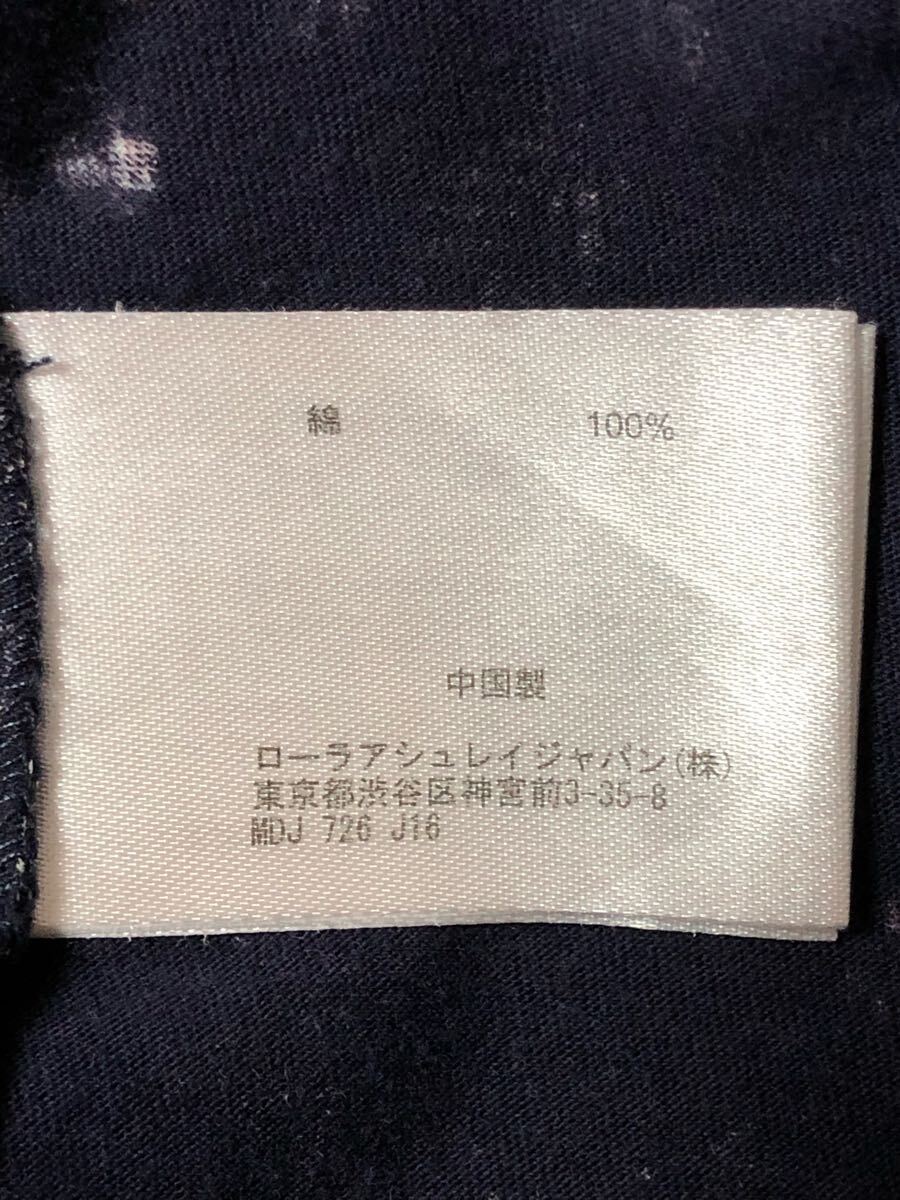 綿 100%
中国製
ローラアシュレイジャパン(株)
東京都渋谷区神宮前3-35-8
MDJ 726 J16